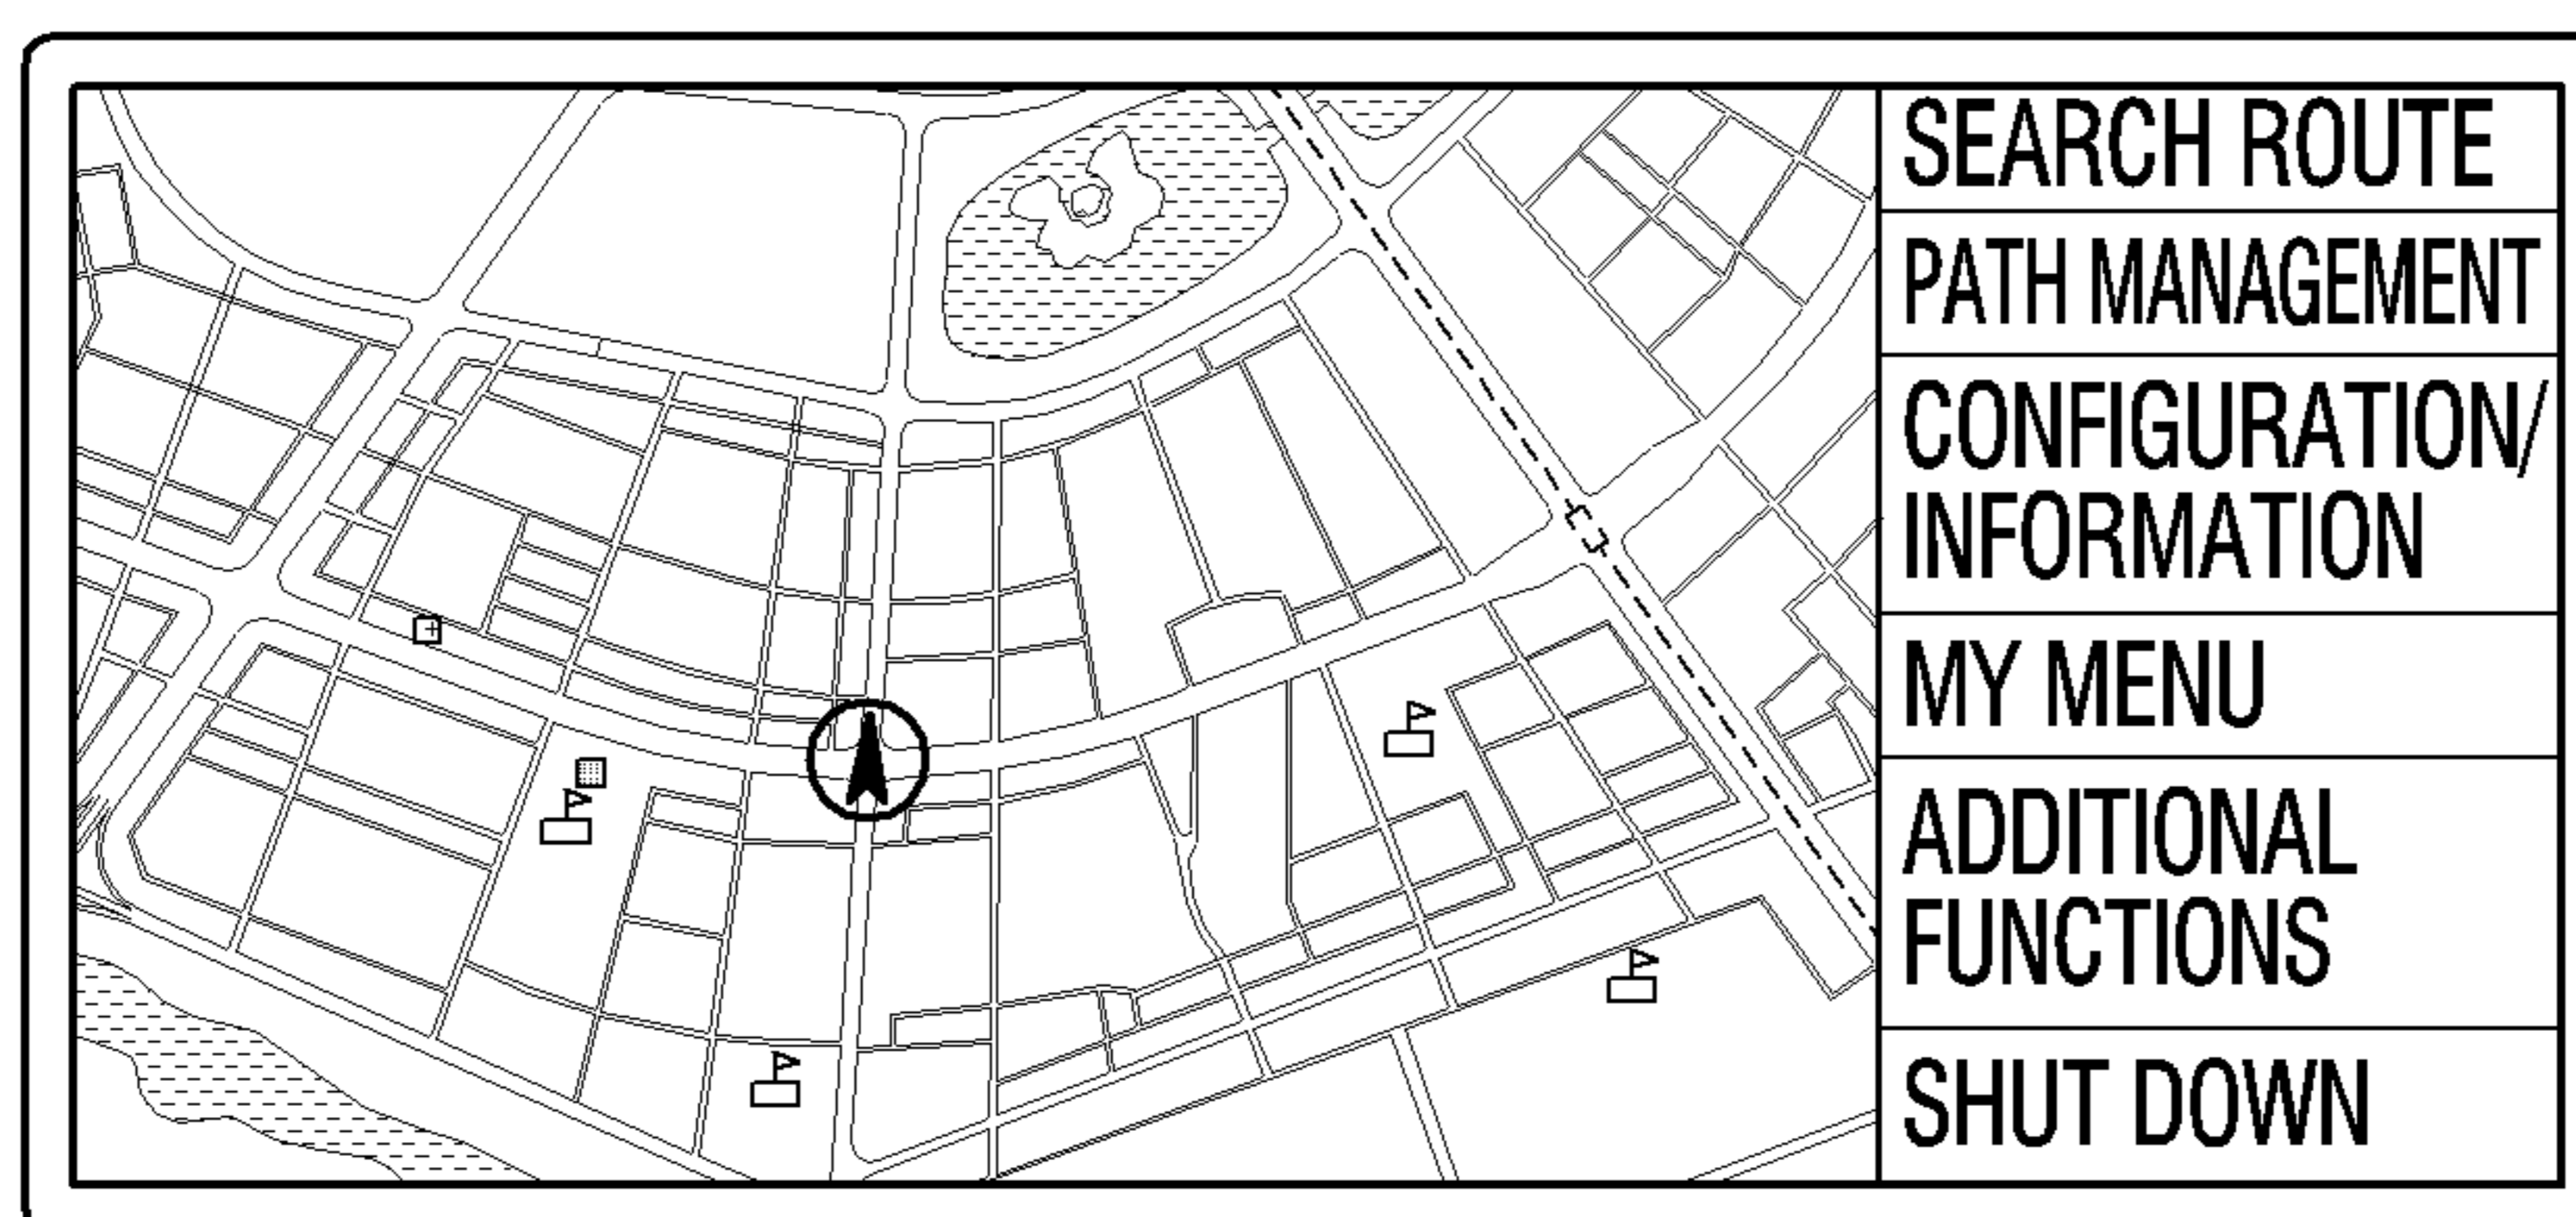 SEARCH ROUTE
PATH MANAGEMENT
CONFIGURATION/
INFORMATION
MY MENU
ADDITIONAL
FUNCTIONS
SHUT DOWN